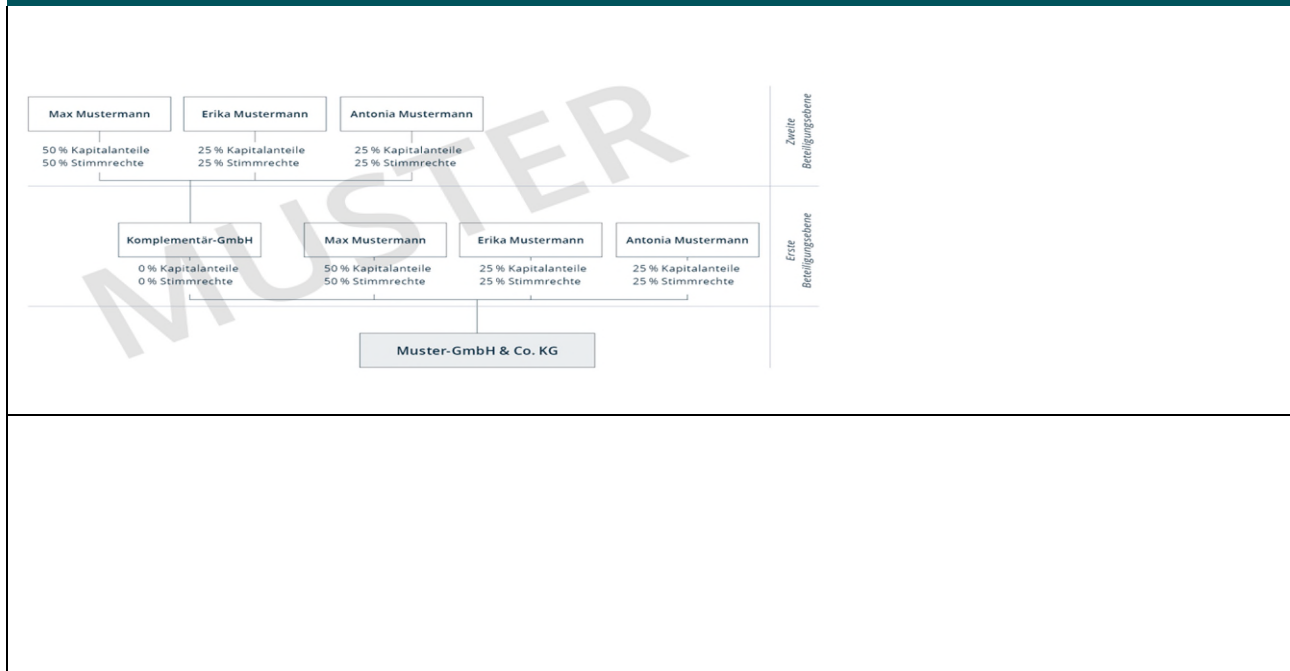 MUSTER
Max Mustermann
Erika Mustermann
Antonia Mustermann
50 % Kapitalanteile
50 % Stimmrechte
25 % Kapitalanteile
25 % Stimmrechte
25 % Kapitalanteile
25 % Stimmrechte
Zweite
Beteiligungsebene
Komplementär-GmbH
Max Mustermann
Erika Mustermann
Antonia Mustermann
0 % Kapitalanteile
0 % Stimmrechte
50 % Kapitalanteile
50 % Stimmrechte
25 % Kapitalanteile
25 % Stimmrechte
25 % Kapitalanteile
25 % Stimmrechte
Erste
Beteiligungsebene
Muster-GmbH & Co. KG